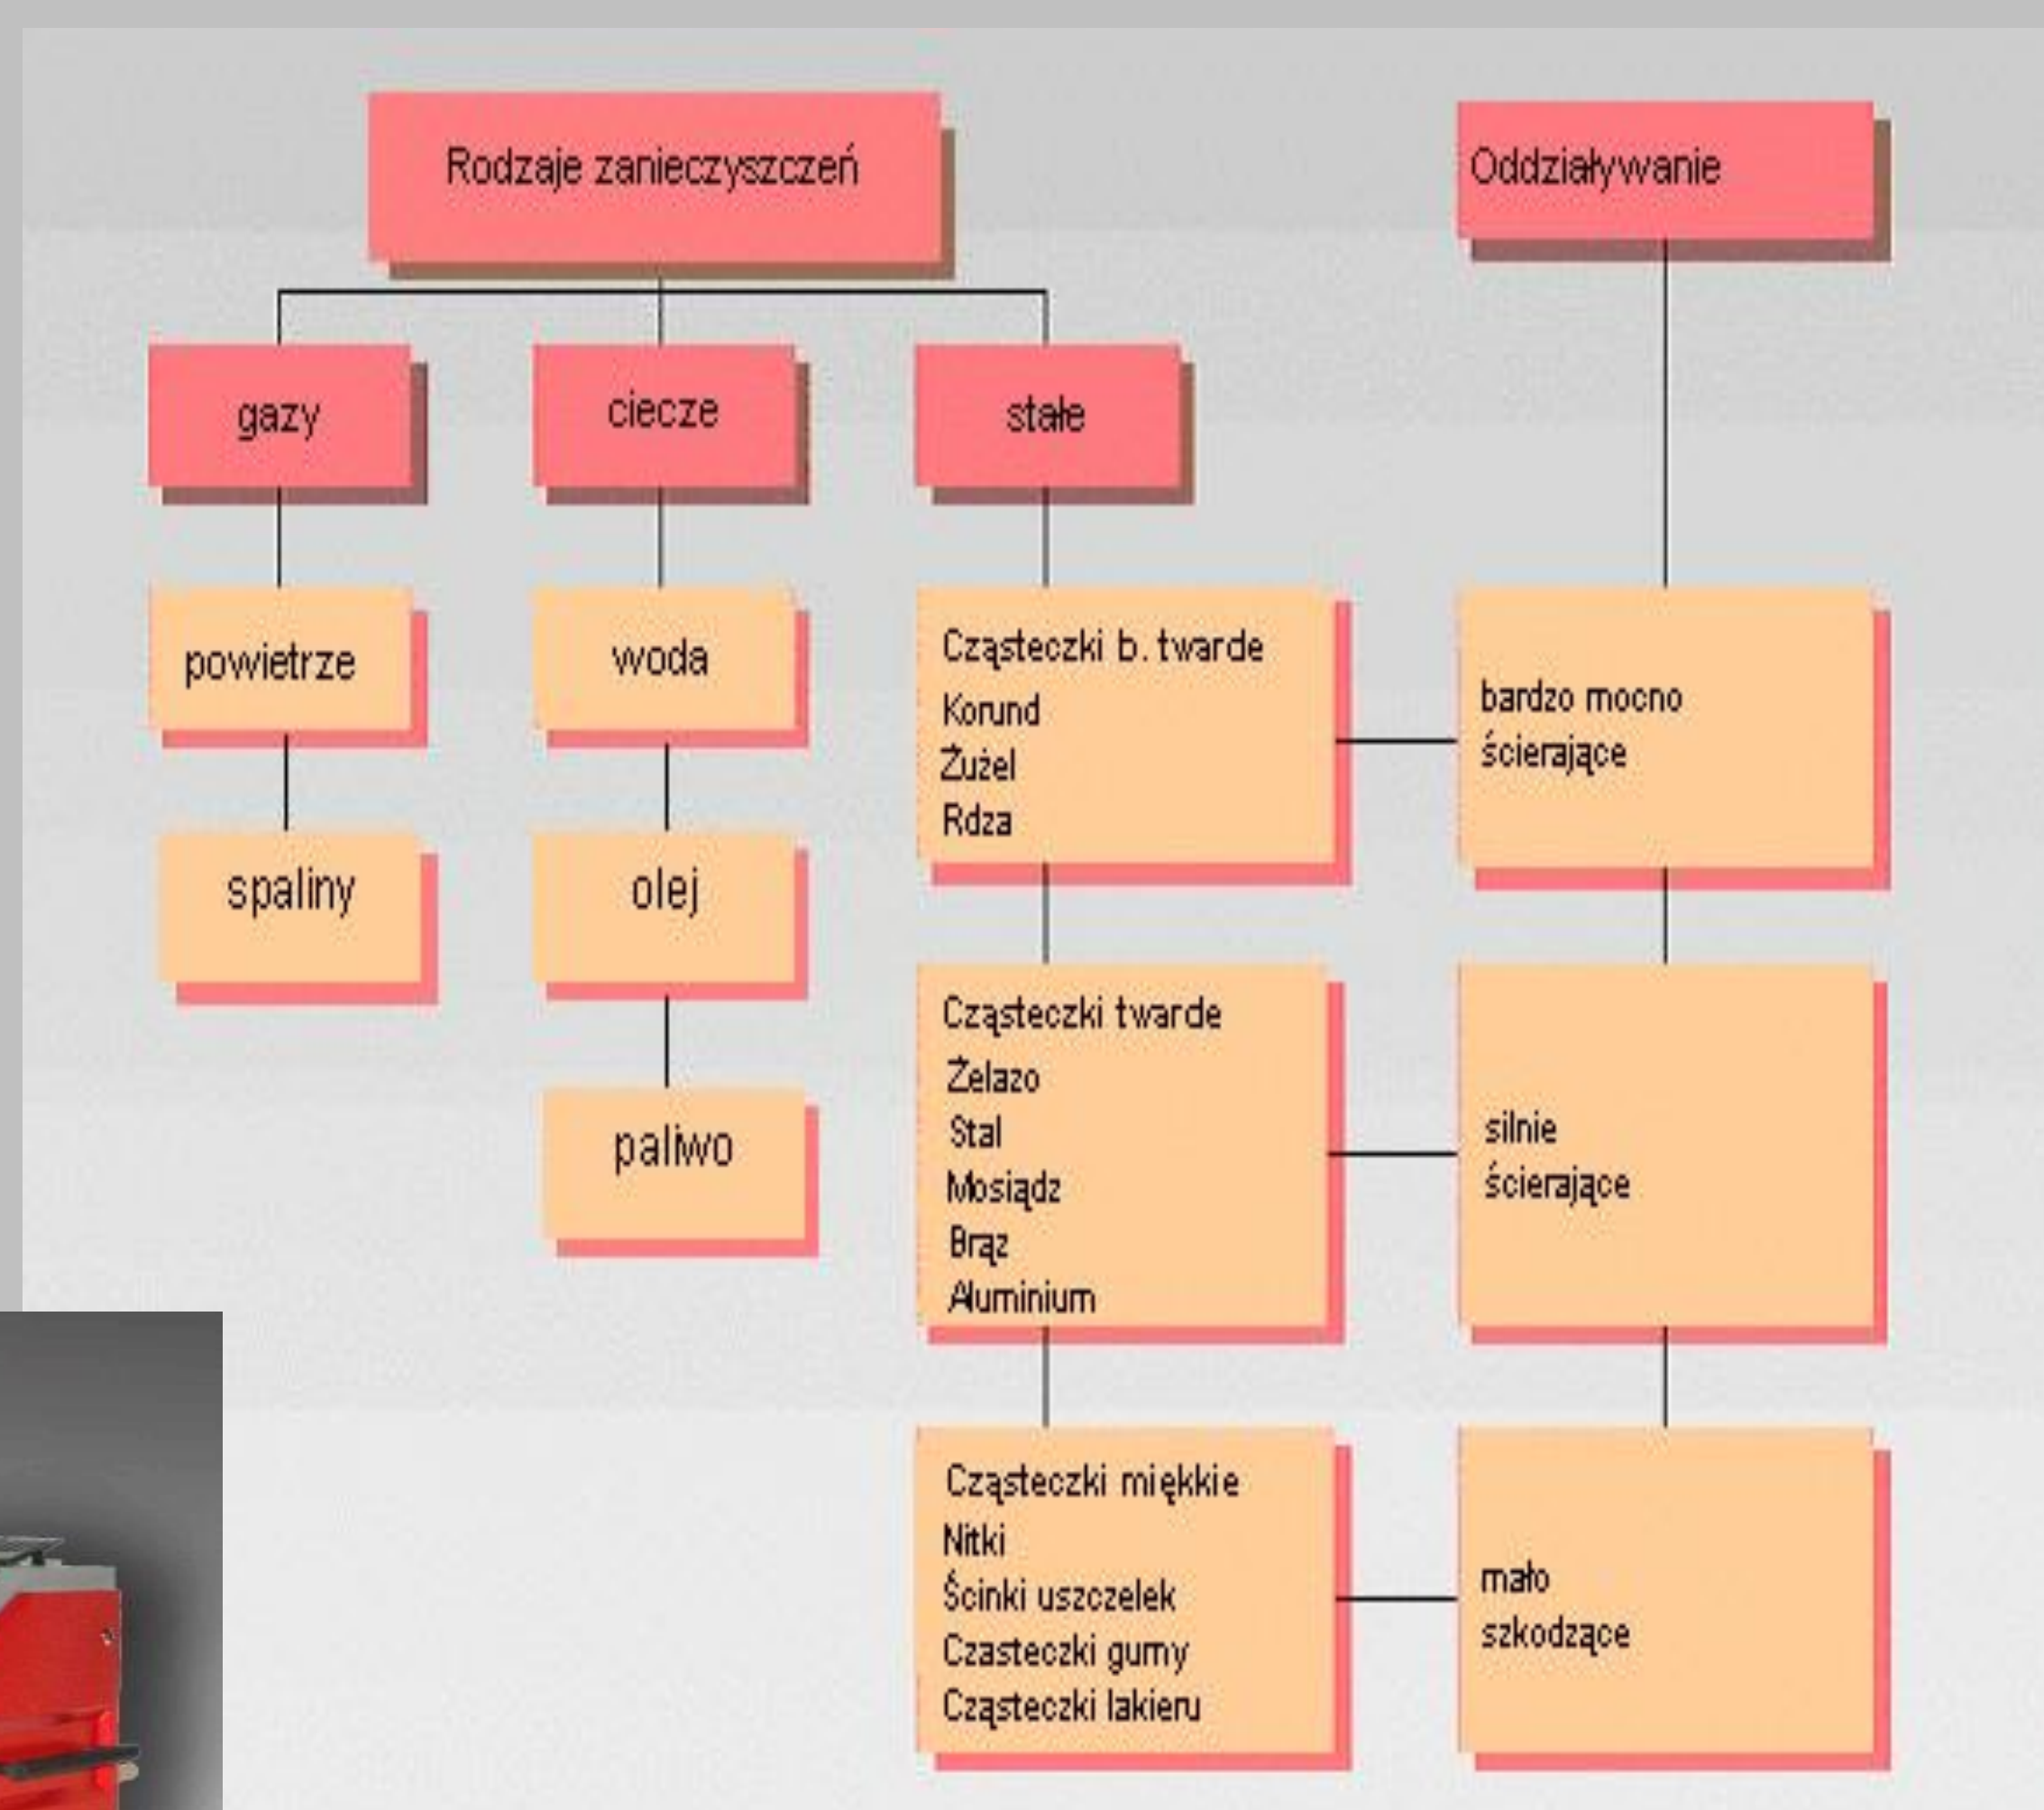 Rodzaje zanieczyszczeń
Oddziaływanie
gazy
ciecze
stałe
powietrze
woda
spaliny
olej
paliwo
Cząsteczki b. twarde
Korund
Żużel
Rdza
bardzo mocno
ścierające
Cząsteczki twarde
Żelazo
Stal
Mosiądz
Brąz
Aluminium
silnie
ścierające
Cząsteczki miękkie
Nitki
Ścinki uszczelek
Czasteczki gumy
Cząsteczki lakieru
mało
szkodzące